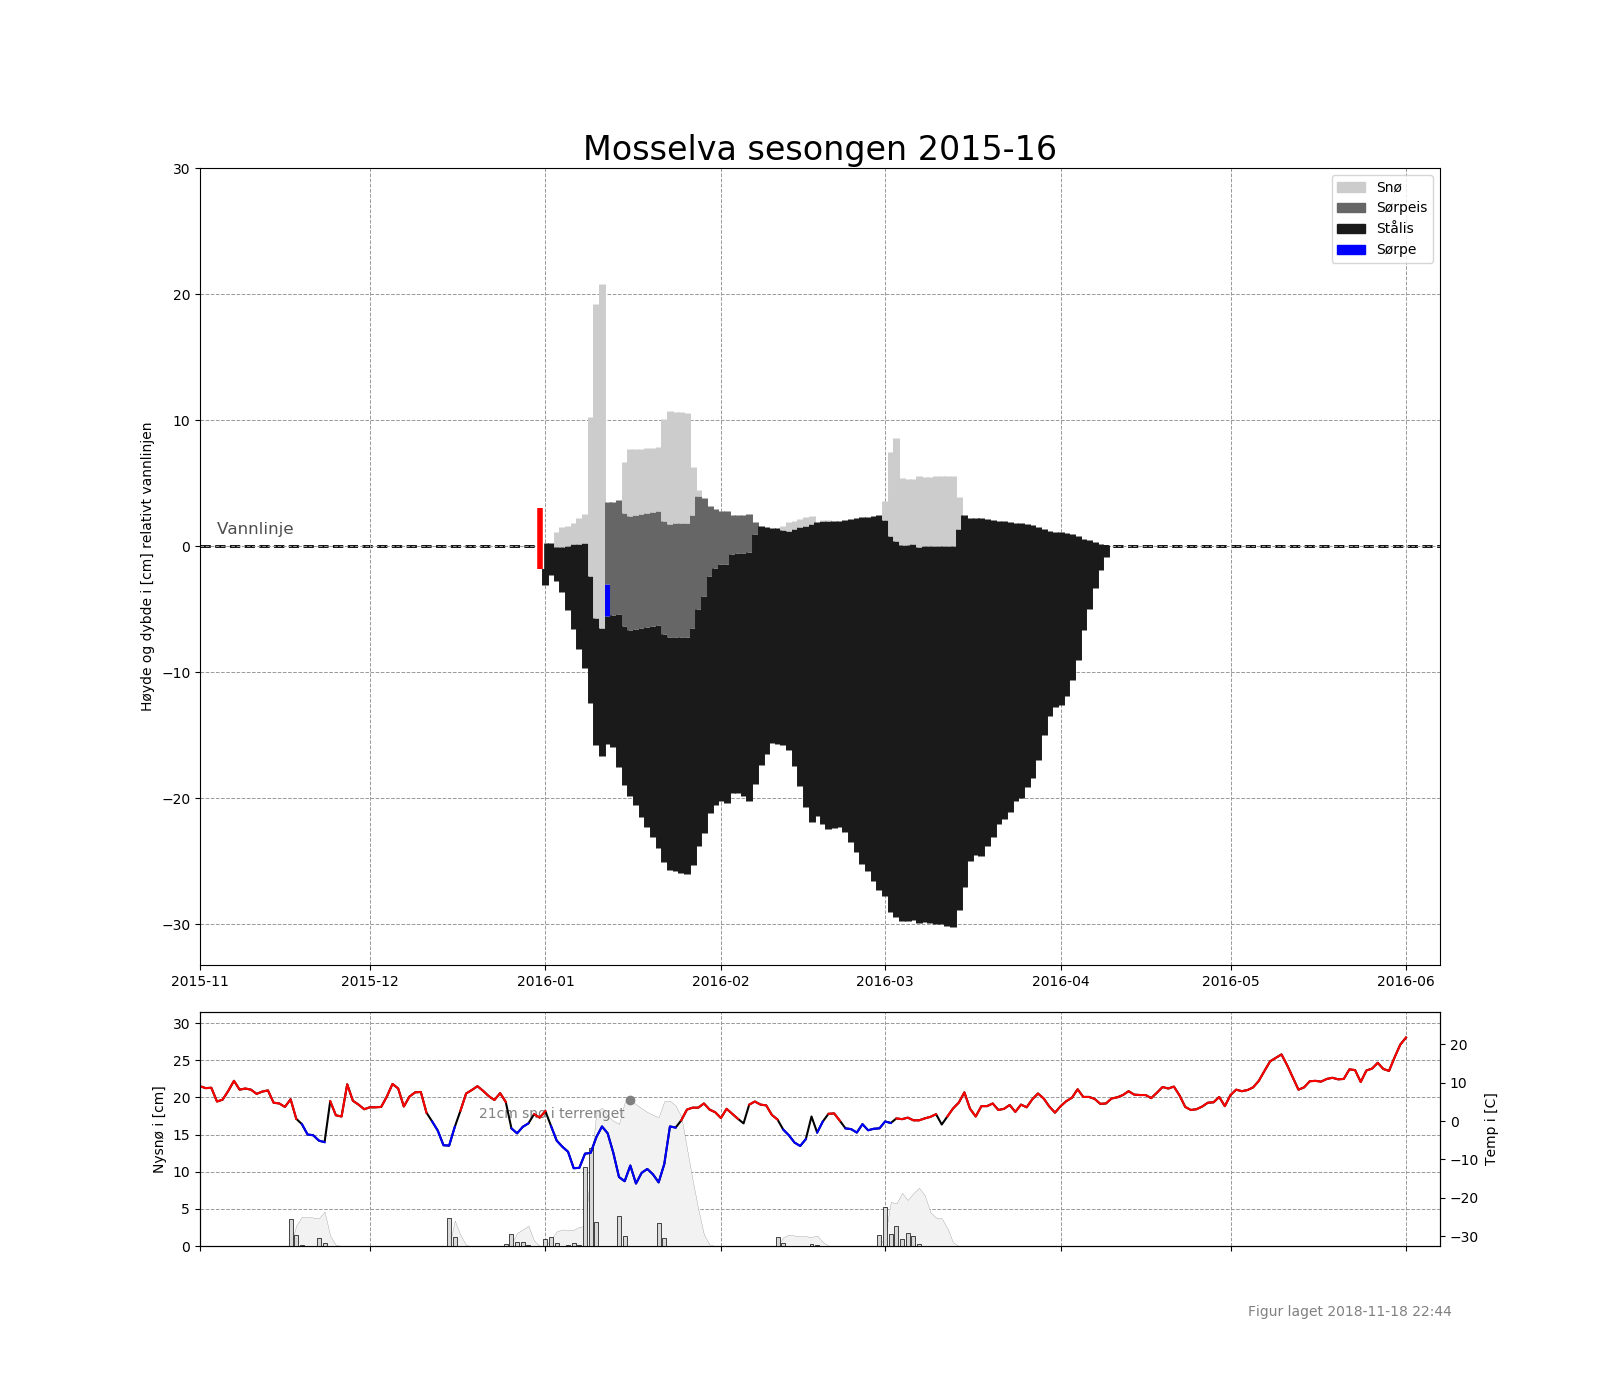 Mosselva sesongen 2015-16
Høyde og dybde i [cm] relativt vannlinjen
30
20
10
0
−10
−20
−30
Snø
Sørpeis
Stålis
Sørpe
Vannlinje
2015-11 2015-12 2016-01 2016-02 2016-03 2016-04 2016-05 2016-06
Nysnø i [cm]
30
25
20
15
10
5
0
21cm snø i terrenget
20
10
0
−10
−20
−30
Temp i [C]
Figur laget 2018-11-18 22:44